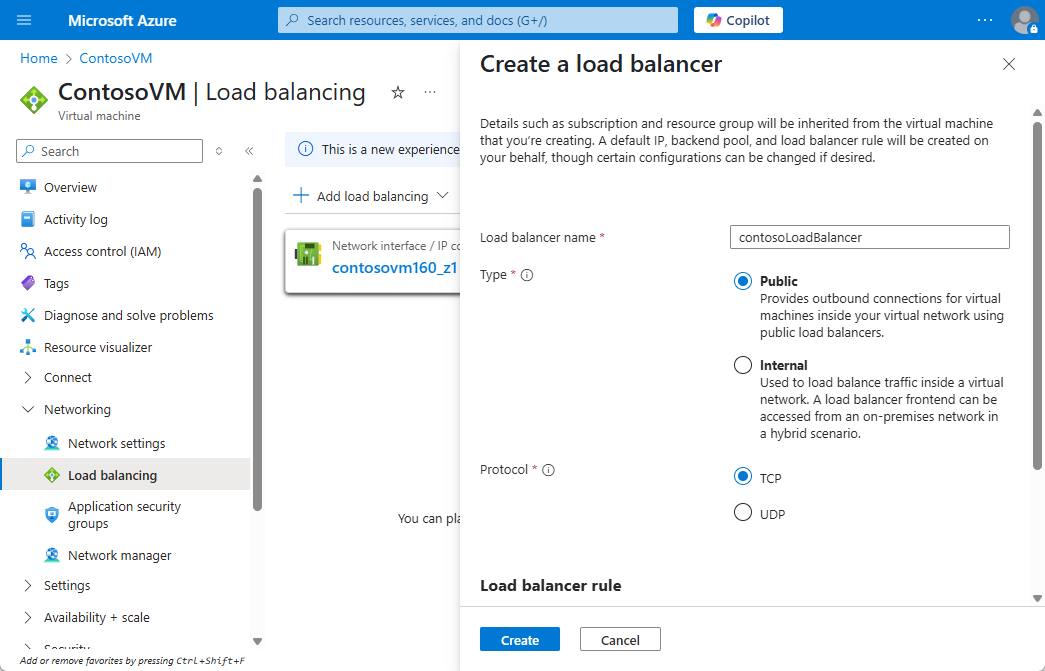 Microsoft Azure
Search resources, services, and docs (G+/)
Copilot
Home > ContosoVM
ContosoVM | Load balancing
Virtual machine
Search
Overview
Activity log
Access control (IAM)
Tags
Diagnose and solve problems
Resource visualizer
Connect
Networking
Network settings
Load balancing
Application security
groups
Network manager
Settings
Availability + scale
Security
Add or remove favorites by pressing Ctrl+Shift+F
This is a new experience
Add load balancing
Network interface / IP co
contosovm160_z1
You can pla
Create a load balancer
Details such as subscription and resource group will be inherited from the virtual machine
that you're creating. A default IP, backend pool, and load balancer rule will be created on
your behalf, though certain configurations can be changed if desired.
Load balancer name *
contosoLoadBalancer
Type *
Public
Provides outbound connections for virtual
machines inside your virtual network using
public load balancers.
Internal
Used to load balance traffic inside a virtual
network. A load balancer frontend can be
accessed from an on-premises network in
a hybrid scenario.
Protocol *
TCP
UDP
Load balancer rule
Create
Cancel